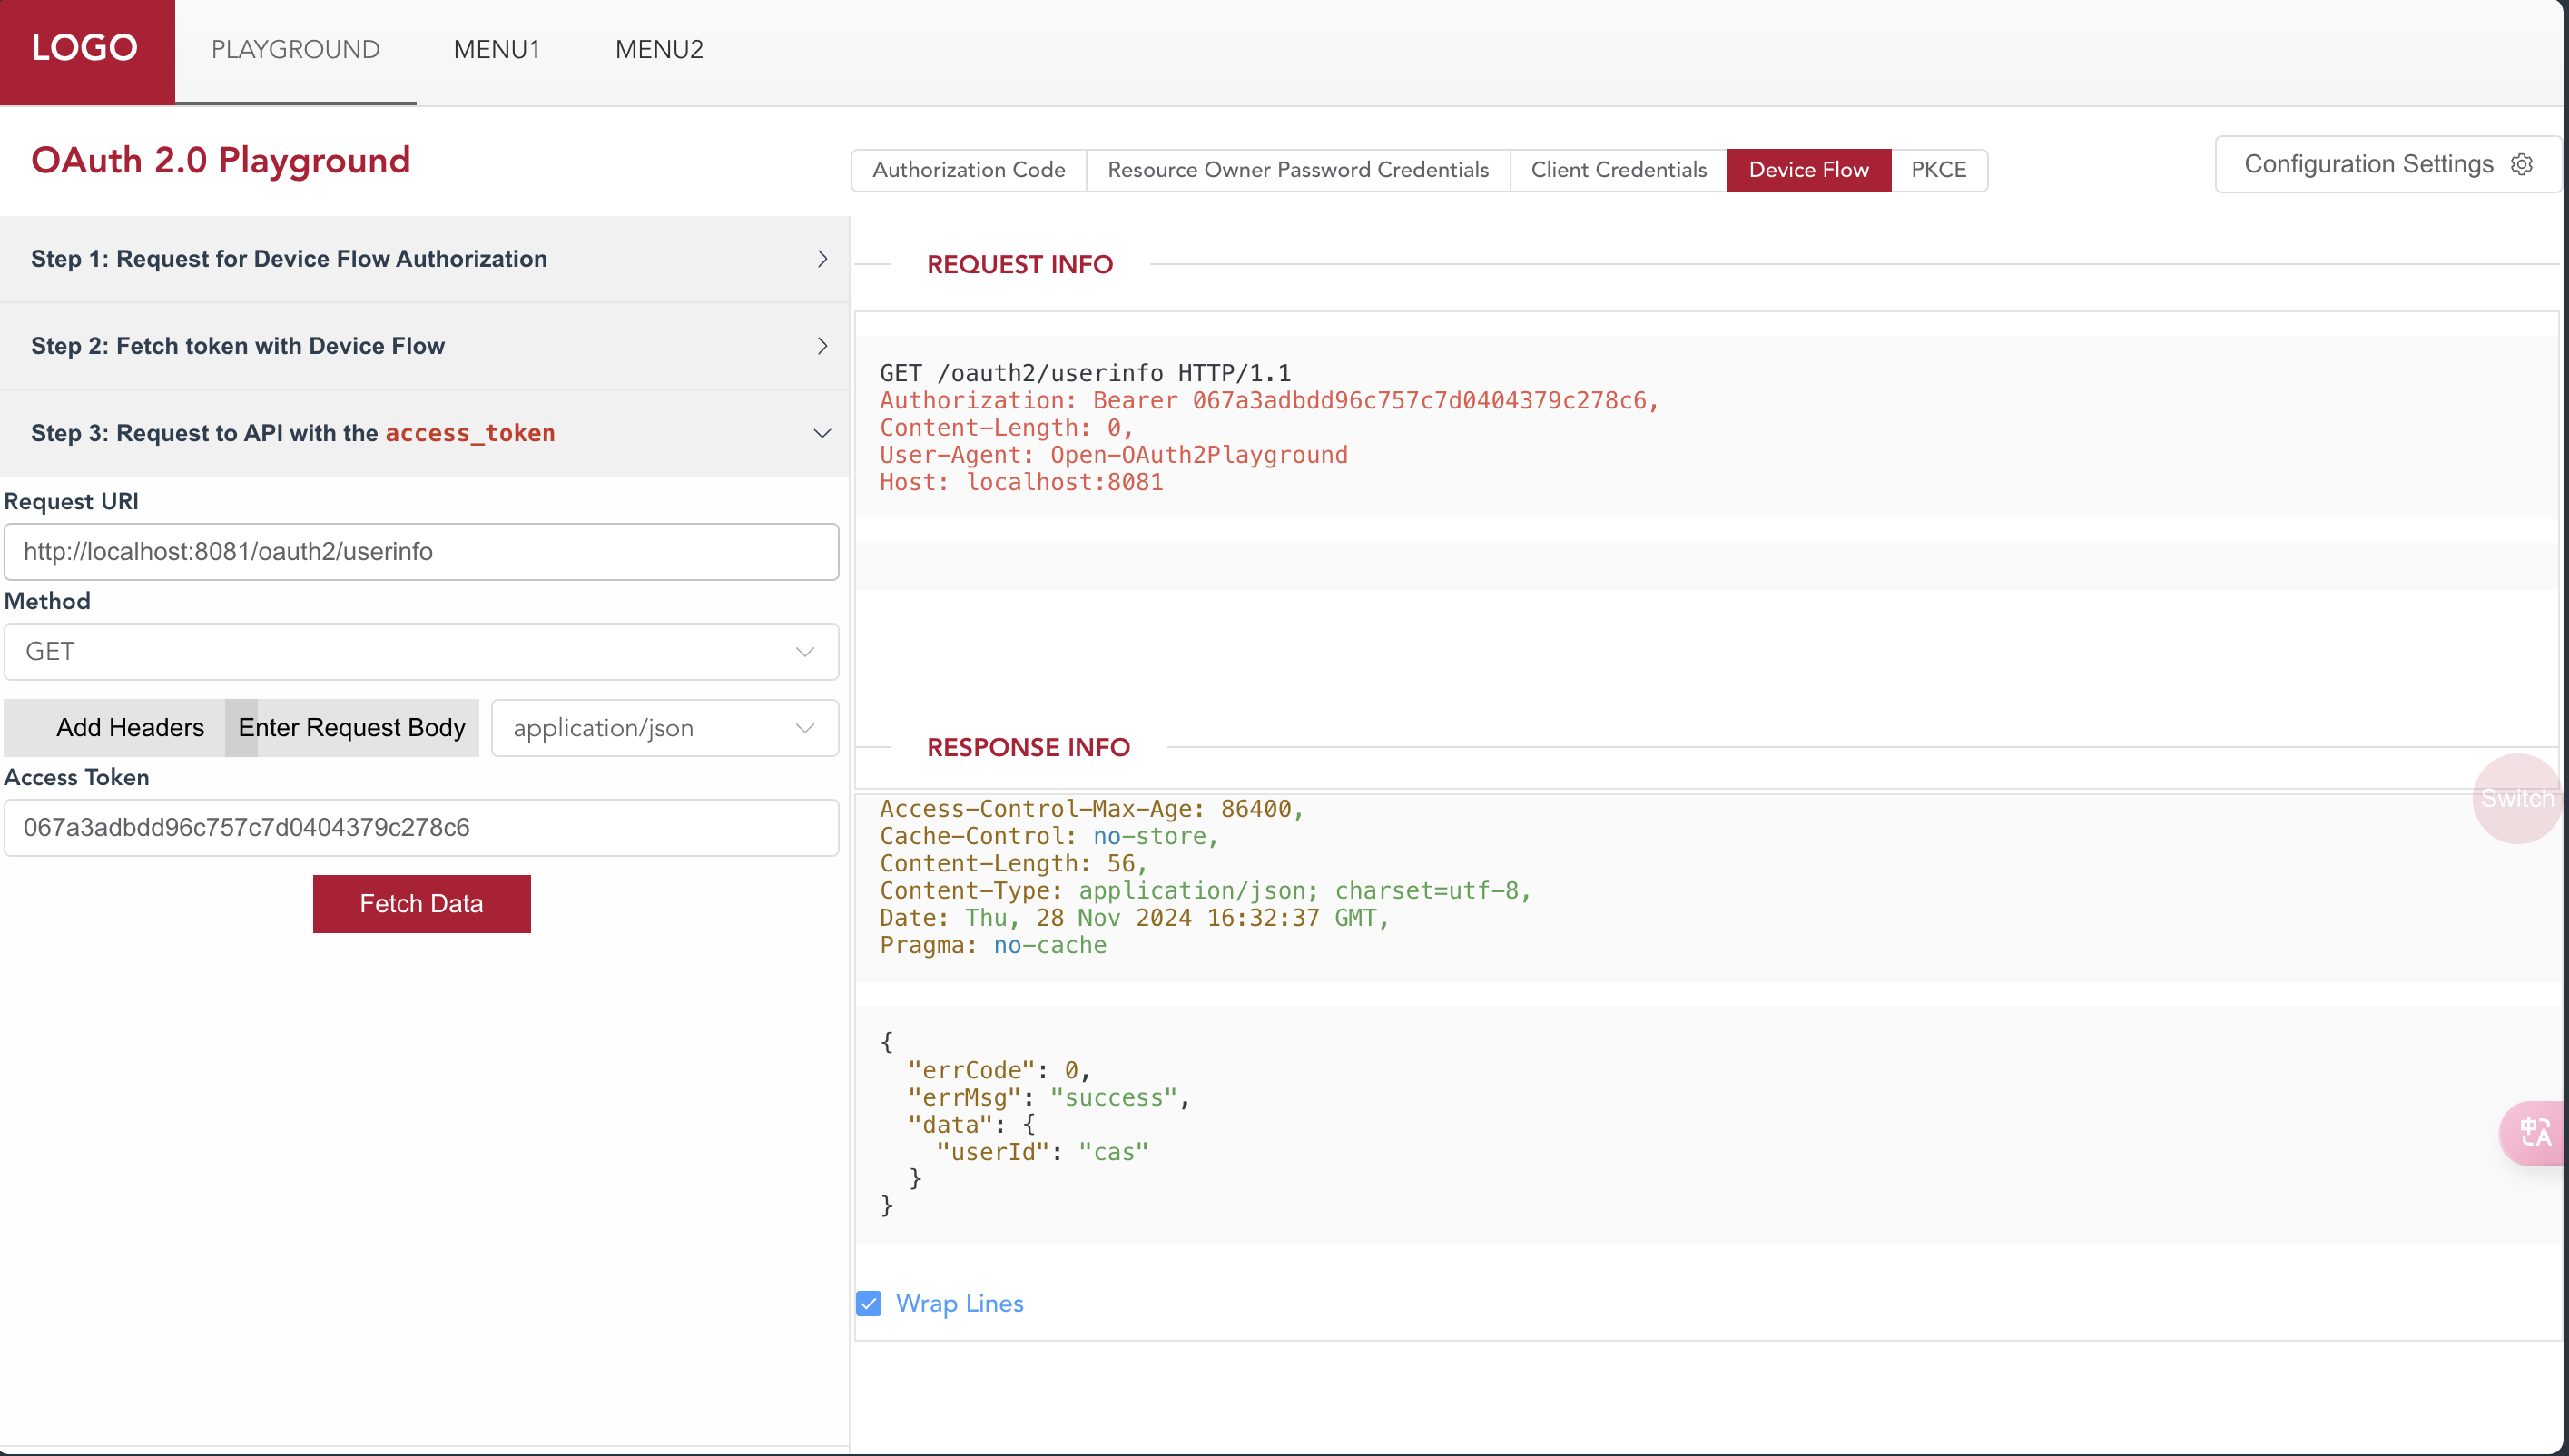 LOGO
PLAYGROUND
MENU1
MENU2
OAuth 2.0 Playground
Authorization Code
Resource Owner Password Credentials
Client Credentials
Device Flow
PKCE
Configuration Settings
Step 1: Request for Device Flow Authorization
Step 2: Fetch token with Device Flow
Step 3: Request to API with the access_token
Request URI
http://localhost:8081/oauth2/userinfo
Method
GET
Add Headers
Enter Request Body
application/json
Access Token
067a3adbdd96c757c7d0404379c278c6
Fetch Data
REQUEST INFO
GET /oauth2/userinfo HTTP/1.1
Authorization: Bearer 067a3adbdd96c757c7d0404379c278c6,
Content-Length: 0,
User-Agent: Open-OAuth2Playground
Host: localhost:8081
RESPONSE INFO
Access-Control-Max-Age: 86400,
Cache-Control: no-store,
Content-Length: 56,
Content-Type: application/json; charset=utf-8,
Date: Thu, 28 Nov 2024 16:32:37 GMT,
Pragma: no-cache
{
  "errCode": 0,
  "errMsg": "success",
  "data": {
    "userId": "cas"
  }
}
Wrap Lines
Switch
中A